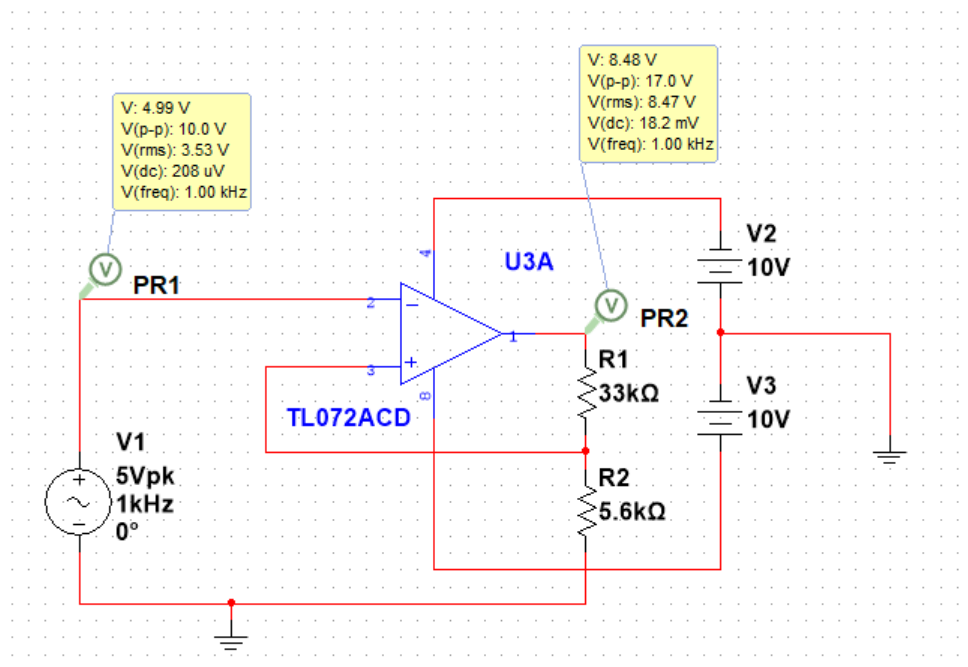 V: 4.99 V
V(p-p): 10.0 V
V(rms): 3.53 V
V(dc): 208 uV
V(freq): 1.00 kHz
V
PR1
V: 8.48 V
V(p-p): 17.0 V
V(rms): 8.47 V
V(dc): 18.2 mV
V(freq): 1.00 kHz
V
PR2
U3A
4
2
3
1
8
TL072ACD
R1
33kΩ
R2
5.6kΩ
V2
10V
V3
10V
V1
5Vpk
1kHz
0°